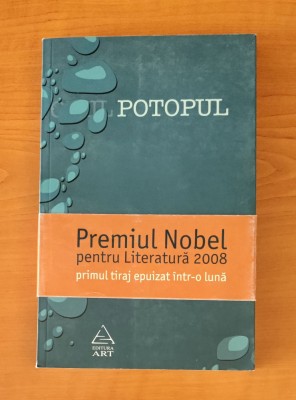 POTOPUL
Premiul Nobel
pentru Literatură 2008
primul tiraj epuizat într-o lună
EDITURA
ART